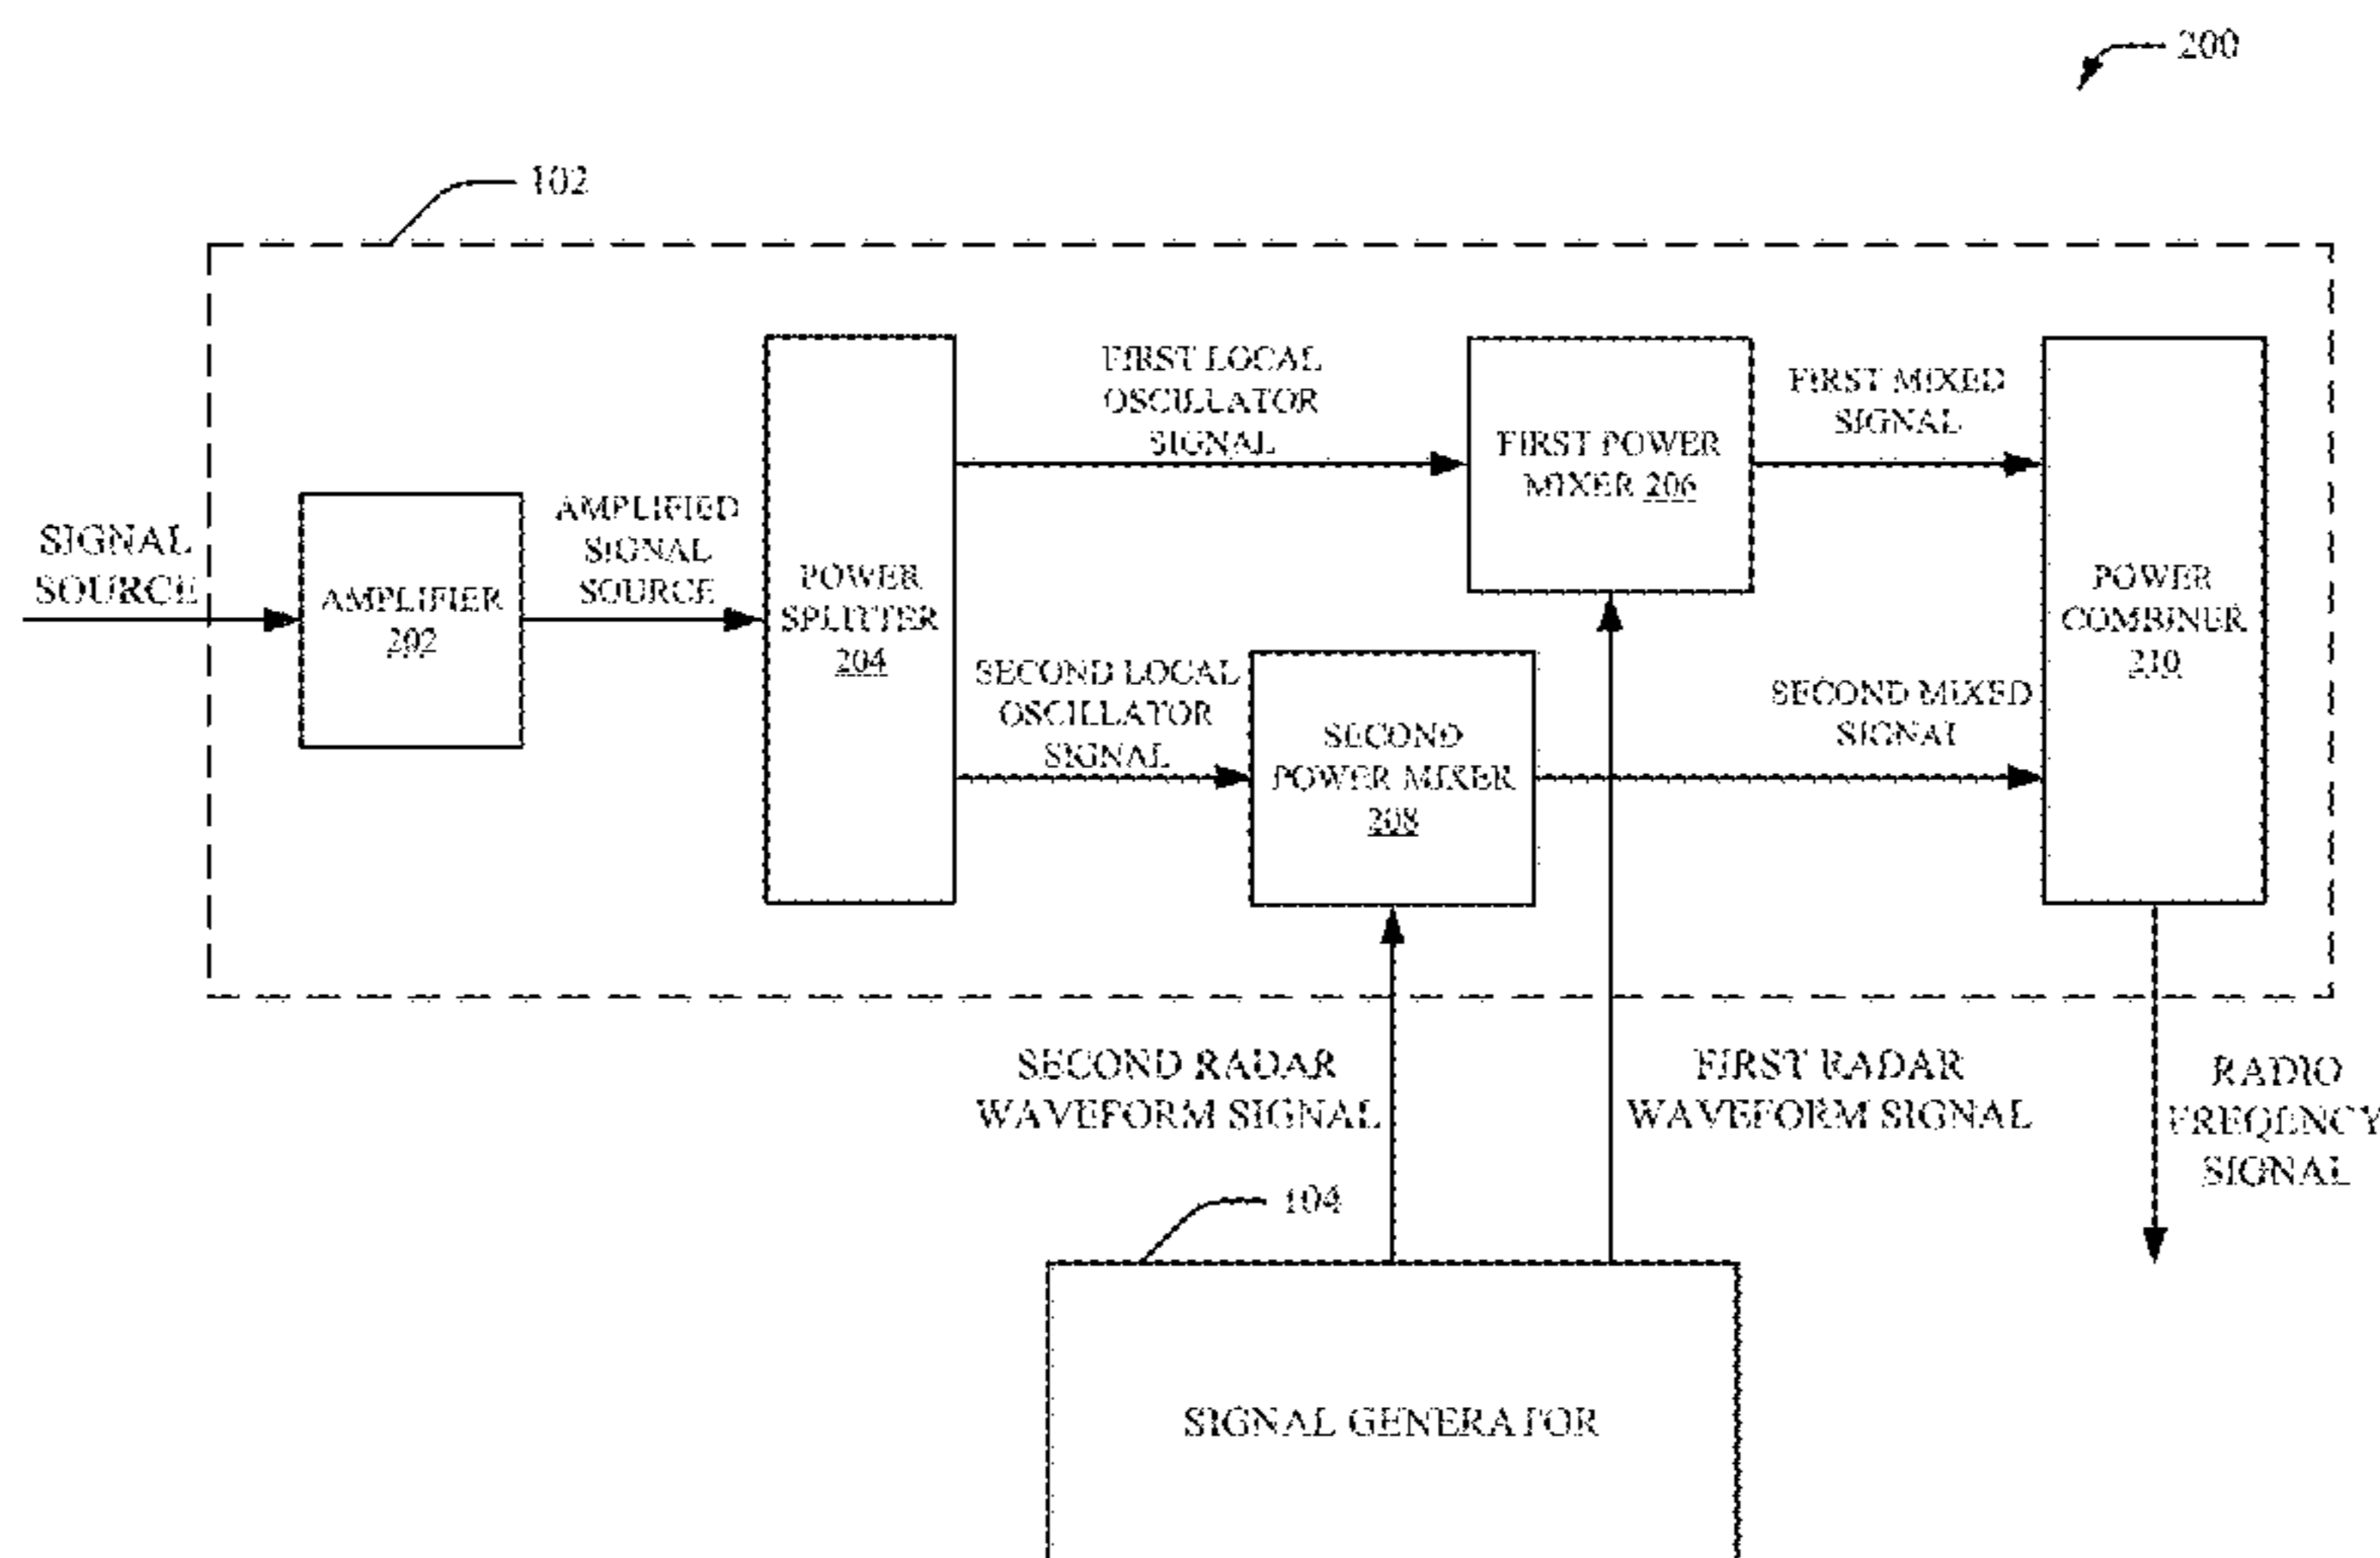 200
102
FIRST LOCAL
OSCILLATOR
SIGNAL
FIRST MIXED
SIGNAL
FIRST POWER
MIXER 206
SIGNAL
SOURCE
AMPLIFIER
202
AMPLIFIED
SIGNAL
SOURCE
POWER
SPLITTER
204
POWER
COMBINER
210
SECOND LOCAL
OSCILLATOR
SIGNAL
SECOND
POWER MIXER
208
SECOND MIXED
SIGNAL
SECOND RADAR
WAVEFORM SIGNAL
FIRST RADAR
WAVEFORM SIGNAL
RADIO
FREQENCY
SIGNAL
104
SIGNAL GENERATOR